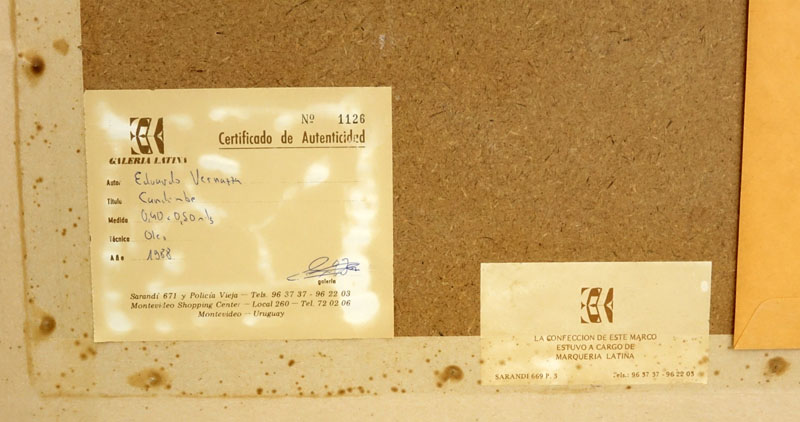 Nº 1126
Certificado de Autenticidad
GALERIA LATINA
Autor Eduardo Vernazza
Título Candombe
Medida 0,40 x 0,50 mts
Técnica Oleo
Año 1988
galería
Sarandí 671 y Policía Vieja — Tels. 96 37 37 - 96 22 03
Montevideo Shopping Center — Local 260 — Tel. 72 02 06
Montevideo — Uruguay
LA CONFECCION DE ESTE MARCO
ESTUVO A CARGO DE
MARQUERIA LATINA
SARANDI 669 P. 3 Tels.: 96 37 37 - 96 22 03